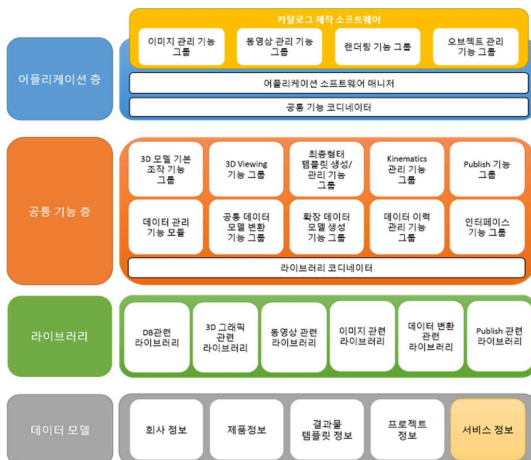 카탈로그 제작 소프트웨어
이미지 관리 기능
그룹
동영상 관리 기능
그룹
랜더링 기능 그룹
오브젝트 관리
기능 그룹
어플리케이션 층
어플리케이션 소프트웨어 매니저
공통 기능 코디네이터
3D 모델 기본
조작 기능
그룹
3D Viewing
기능 그룹
최종형태
템플릿 생성/
관리 기능
그룹
Kinematics
관리 기능
그룹
Publish 기능
그룹
공통 기능 층
데이터 관리
기능 모듈
공통 데이터
모델 변환
기능 그룹
확장 데이터
모델 생성
기능 그룹
데이터 이력
관리 기능
그룹
인터페이스
기능 그룹
라이브러리 코디네이터
라이브러리
DB관련
라이브러리
3D 그래픽
관련
라이브러리
동영상 관련
라이브러리
이미지 관련
라이브러리
데이터 변환
관련
라이브러리
Publish 관련
라이브러리
데이터 모델
회사 정보
제품정보
결과물
템플릿 정보
프로젝트
정보
서비스 정보